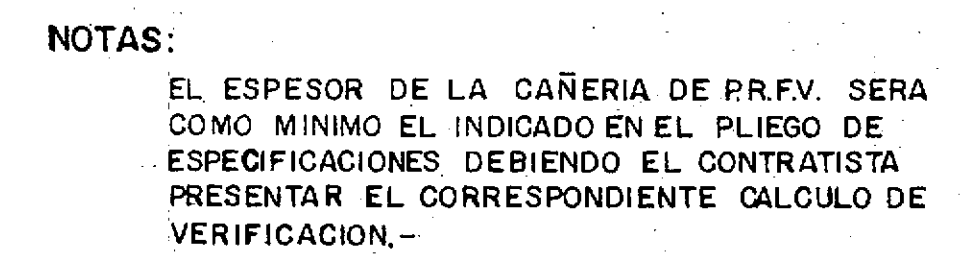 NOTAS:
EL ESPESOR DE LA CAÑERIA DE P.R.F.V. SERA
COMO MINIMO EL INDICADO EN EL PLIEGO DE
ESPECIFICACIONES DEBIENDO EL CONTRATISTA
PRESENTAR EL CORRESPONDIENTE CALCULO DE
VERIFICACION.-